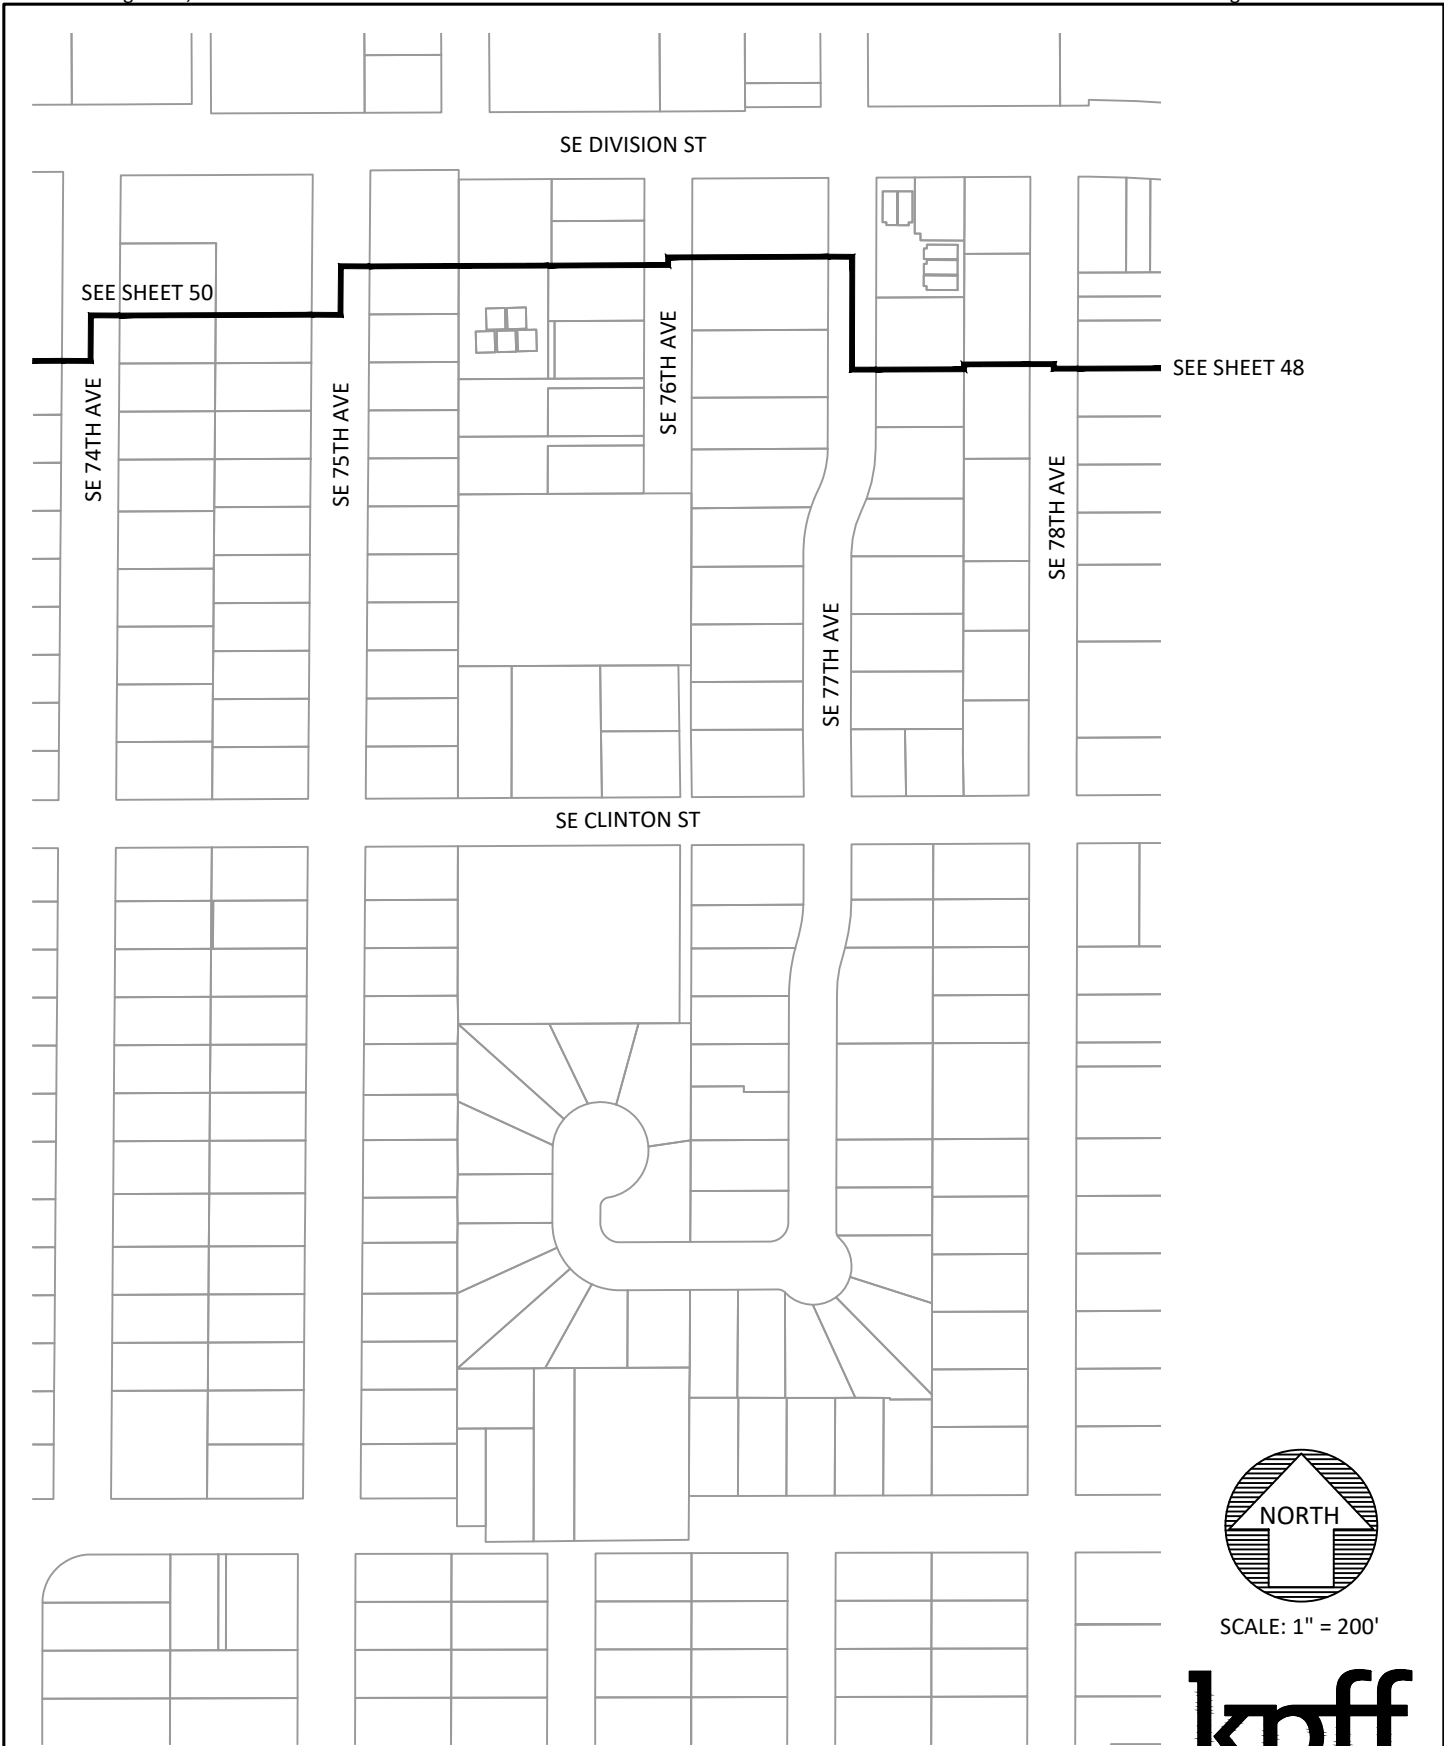 SE DIVISION ST
SEE SHEET 50
SE 76TH AVE
SEE SHEET 48
SE 74TH AVE
SE 75TH AVE
SE 78TH AVE
SE 77TH AVE
SE CLINTON ST
NORTH
SCALE: 1" = 200'
kpff